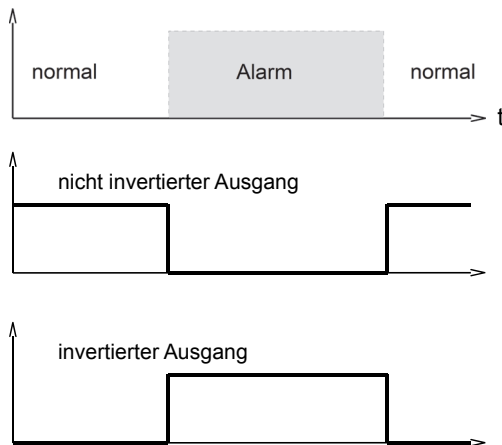 normal Alarm normal
t
nicht invertierter Ausgang
invertierter Ausgang